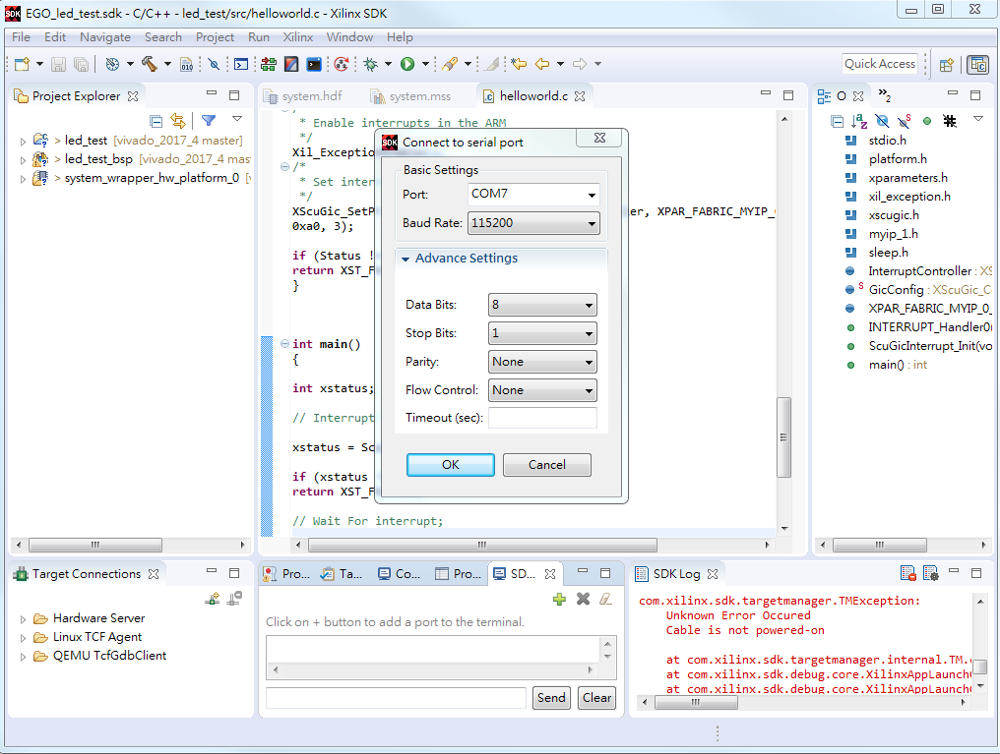 SDK EGO_led_test.sdk - C/C++ - led_test/src/helloworld.c - Xilinx SDK
File Edit Navigate Search Project Run Xilinx Window Help
010 Quick Access
Project Explorer
> led_test [vivado_2017_4 master]
> led_test_bsp [vivado_2017_4 mas
> system_wrapper_hw_platform_0
system.hdf system.mss helloworld.c
* Enable interrupts in the ARM
*/
Xil_Exceptio
/*
* Set inter
*/
XScuGic_SetP er, XPAR_FABRIC_MYIP_
0xa0, 3);
if (Status !
return XST_F
}
int main()
{
int xstatus;
// Interrupt
xstatus = Sc
if (xstatus
return XST_F
// Wait For interrupt;
SDK Connect to serial port
Basic Settings
Port: COM7
Baud Rate: 115200
Advance Settings
Data Bits: 8
Stop Bits: 1
Parity: None
Flow Control: None
Timeout (sec):
OK Cancel
O 2
stdio.h
platform.h
xparameters.h
xil_exception.h
xscugic.h
myip_1.h
sleep.h
InterruptController : XS
S GicConfig : XScuGic_C
XPAR_FABRIC_MYIP_0_
INTERRUPT_Handler0(
ScuGicInterrupt_Init(vo
main() : int
Target Connections
Hardware Server
Linux TCF Agent
QEMU TcfGdbClient
Pro... Ta... Co... Pro... SD...
Click on + button to add a port to the terminal.
Send Clear
SDK Log
com.xilinx.sdk.targetmanager.TMException:
Unknown Error Occured
Cable is not powered-on
at com.xilinx.sdk.targetmanager.internal.TM.
at com.xilinx.sdk.debug.core.XilinxAppLaunch
at com.xilinx.sdk.debug.core.XilinxAppLaunch